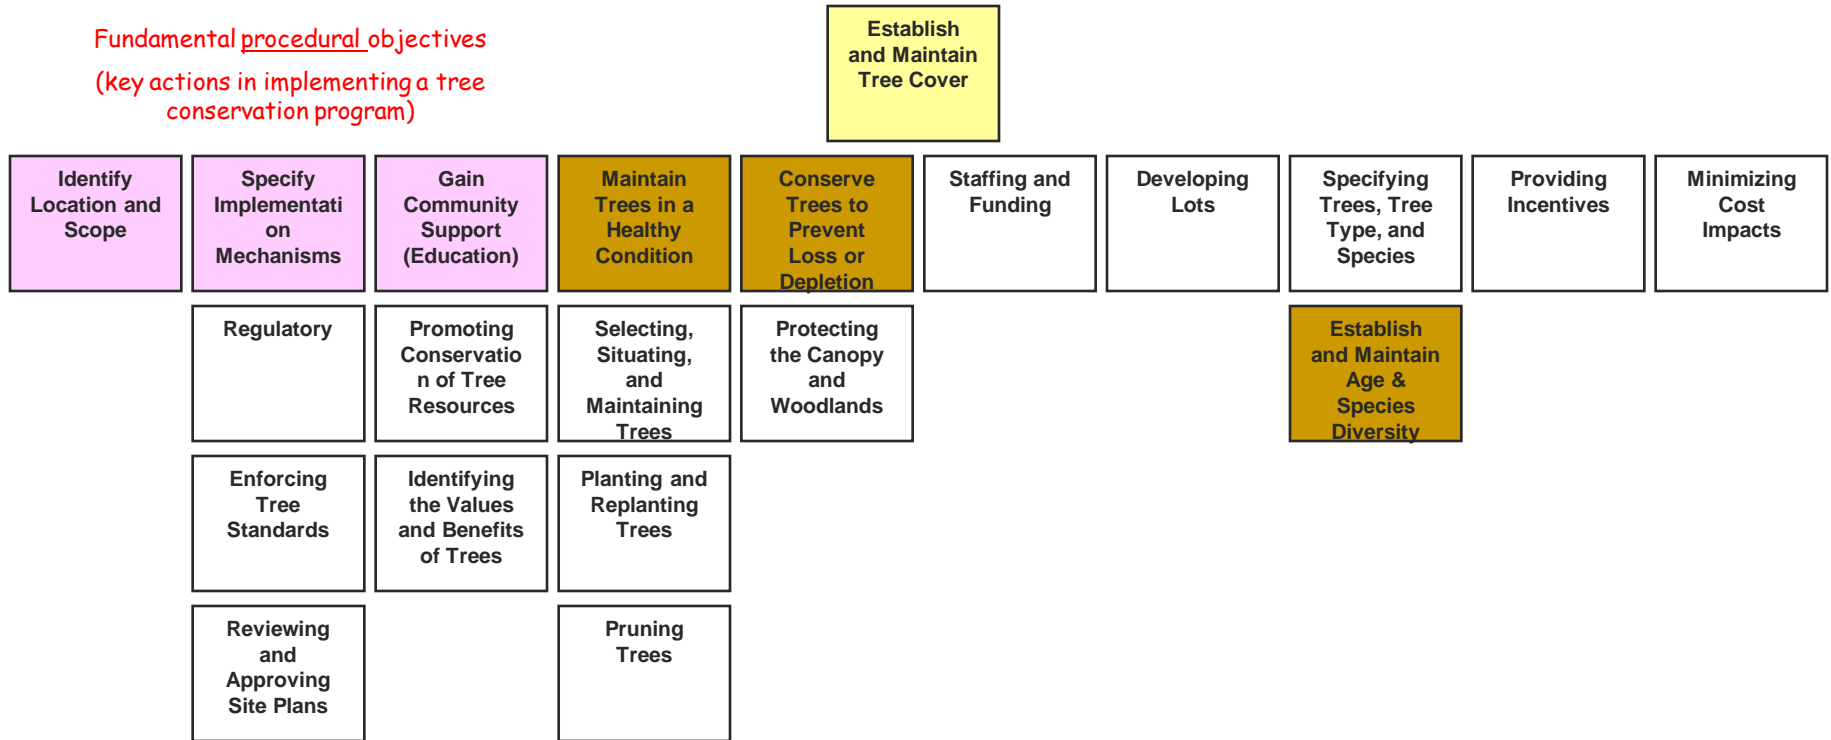 Fundamental procedural objectives
(key actions in implementing a tree
conservation program)
Establish
and Maintain
Tree Cover
Identify
Location and
Scope
Specify
Implementati
on
Mechanisms
Gain
Community
Support
(Education)
Maintain
Trees in a
Healthy
Condition
Conserve
Trees to
Prevent
Loss or
Depletion
Staffing and
Funding
Developing
Lots
Specifying
Trees, Tree
Type, and
Species
Providing
Incentives
Minimizing
Cost
Impacts
Regulatory
Promoting
Conservatio
n of Tree
Resources
Selecting,
Situating,
and
Maintaining
Trees
Protecting
the Canopy
and
Woodlands
Establish
and Maintain
Age &
Species
Diversity
Enforcing
Tree
Standards
Identifying
the Values
and Benefits
of Trees
Planting and
Replanting
Trees
Reviewing
and
Approving
Site Plans
Pruning
Trees